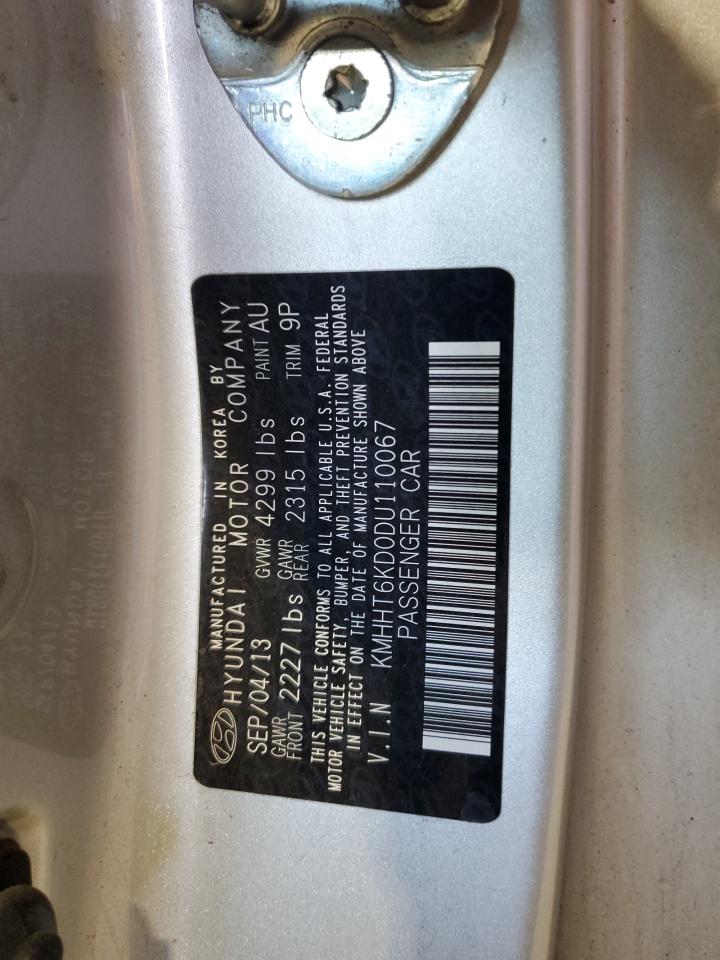 PHC
MANUFACTURED IN KOREA BY
HYUNDAI MOTOR COMPANY
SEP/04/13 GVWR 4299 lbs PAINT AU
GAWR FRONT 2227 lbs GAWR REAR 2315 lbs TRIM 9P
THIS VEHICLE CONFORMS TO ALL APPLICABLE U.S.A. FEDERAL
MOTOR VEHICLE SAFETY, BUMPER, AND THEFT PREVENTION STANDARDS
IN EFFECT ON THE DATE OF MANUFACTURE SHOWN ABOVE
V.I.N KMHHT6KD0DU110067
PASSENGER CAR